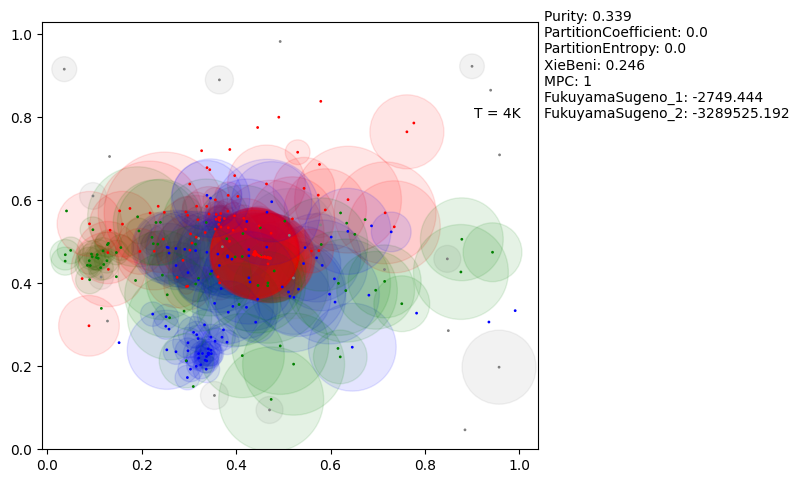 Purity: 0.339
PartitionCoefficient: 0.0
PartitionEntropy: 0.0
XieBeni: 0.246
MPC: 1
FukuyamaSugeno_1: -2749.444
FukuyamaSugeno_2: -3289525.192
T = 4K
1.0
0.8
0.6
0.4
0.2
0.0
0.0 0.2 0.4 0.6 0.8 1.0